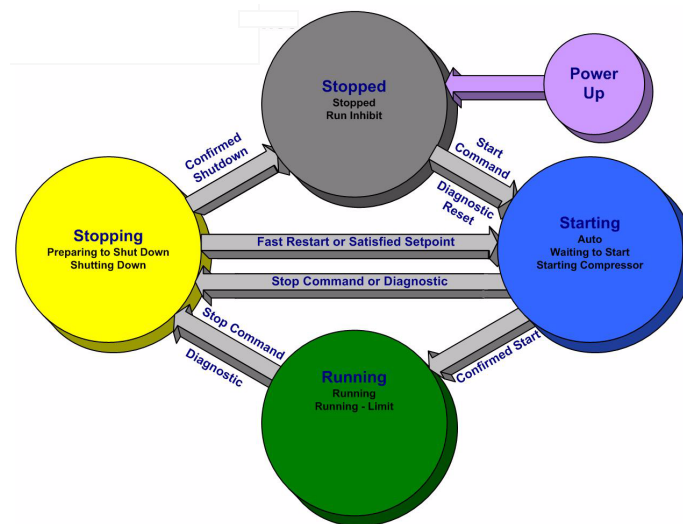 Stopped
Stopped
Run Inhibit
Power
Up
Confirmed
Shutdown
Start
Command
Diagnostic
Reset
Stopping
Preparing to Shut Down
Shutting Down
Fast Restart or Satisfied Setpoint
Starting
Auto
Waiting to Start
Starting Compressor
Stop Command or Diagnostic
Stop Command
Diagnostic
Confirmed Start
Running
Running
Running - Limit